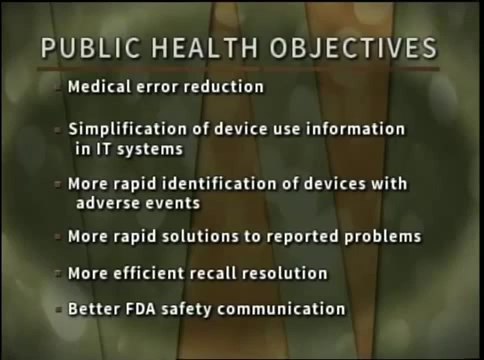 PUBLIC HEALTH OBJECTIVES
Medical error reduction
Simplification of device use information
in IT systems
More rapid identification of devices with
adverse events
More rapid solutions to reported problems
More efficient recall resolution
Better FDA safety communication